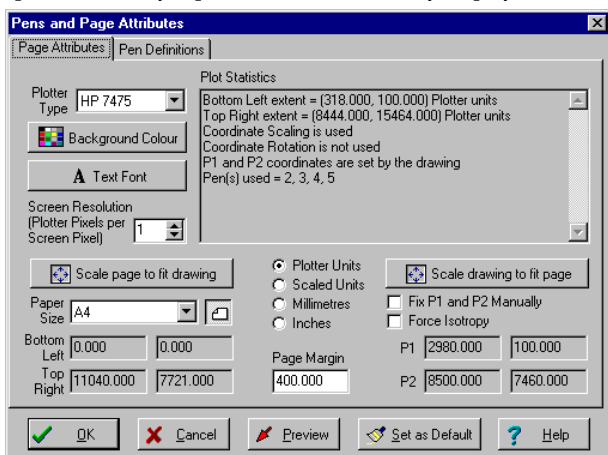 Pens and Page Attributes
Page Attributes Pen Definitions
Plotter Type HP 7475
Background Colour
A Text Font
Screen Resolution
(Plotter Pixels per
Screen Pixel) 1
Plot Statistics
Bottom Left extent = (318.000, 100.000) Plotter units
Top Right extent = (8444.000, 15464.000) Plotter units
Coordinate Scaling is used
Coordinate Rotation is not used
P1 and P2 coordinates are set by the drawing
Pen(s) used = 2, 3, 4, 5
Scale page to fit drawing
Paper Size A4
Bottom Left 0.000 0.000
Top Right 11040.000 7721.000
Plotter Units
Scaled Units
Millimetres
Inches
Page Margin
400.000
Scale drawing to fit page
Fix P1 and P2 Manually
Force Isotropy
P1 2980.000 100.000
P2 8500.000 7460.000
OK Cancel Preview Set as Default ? Help